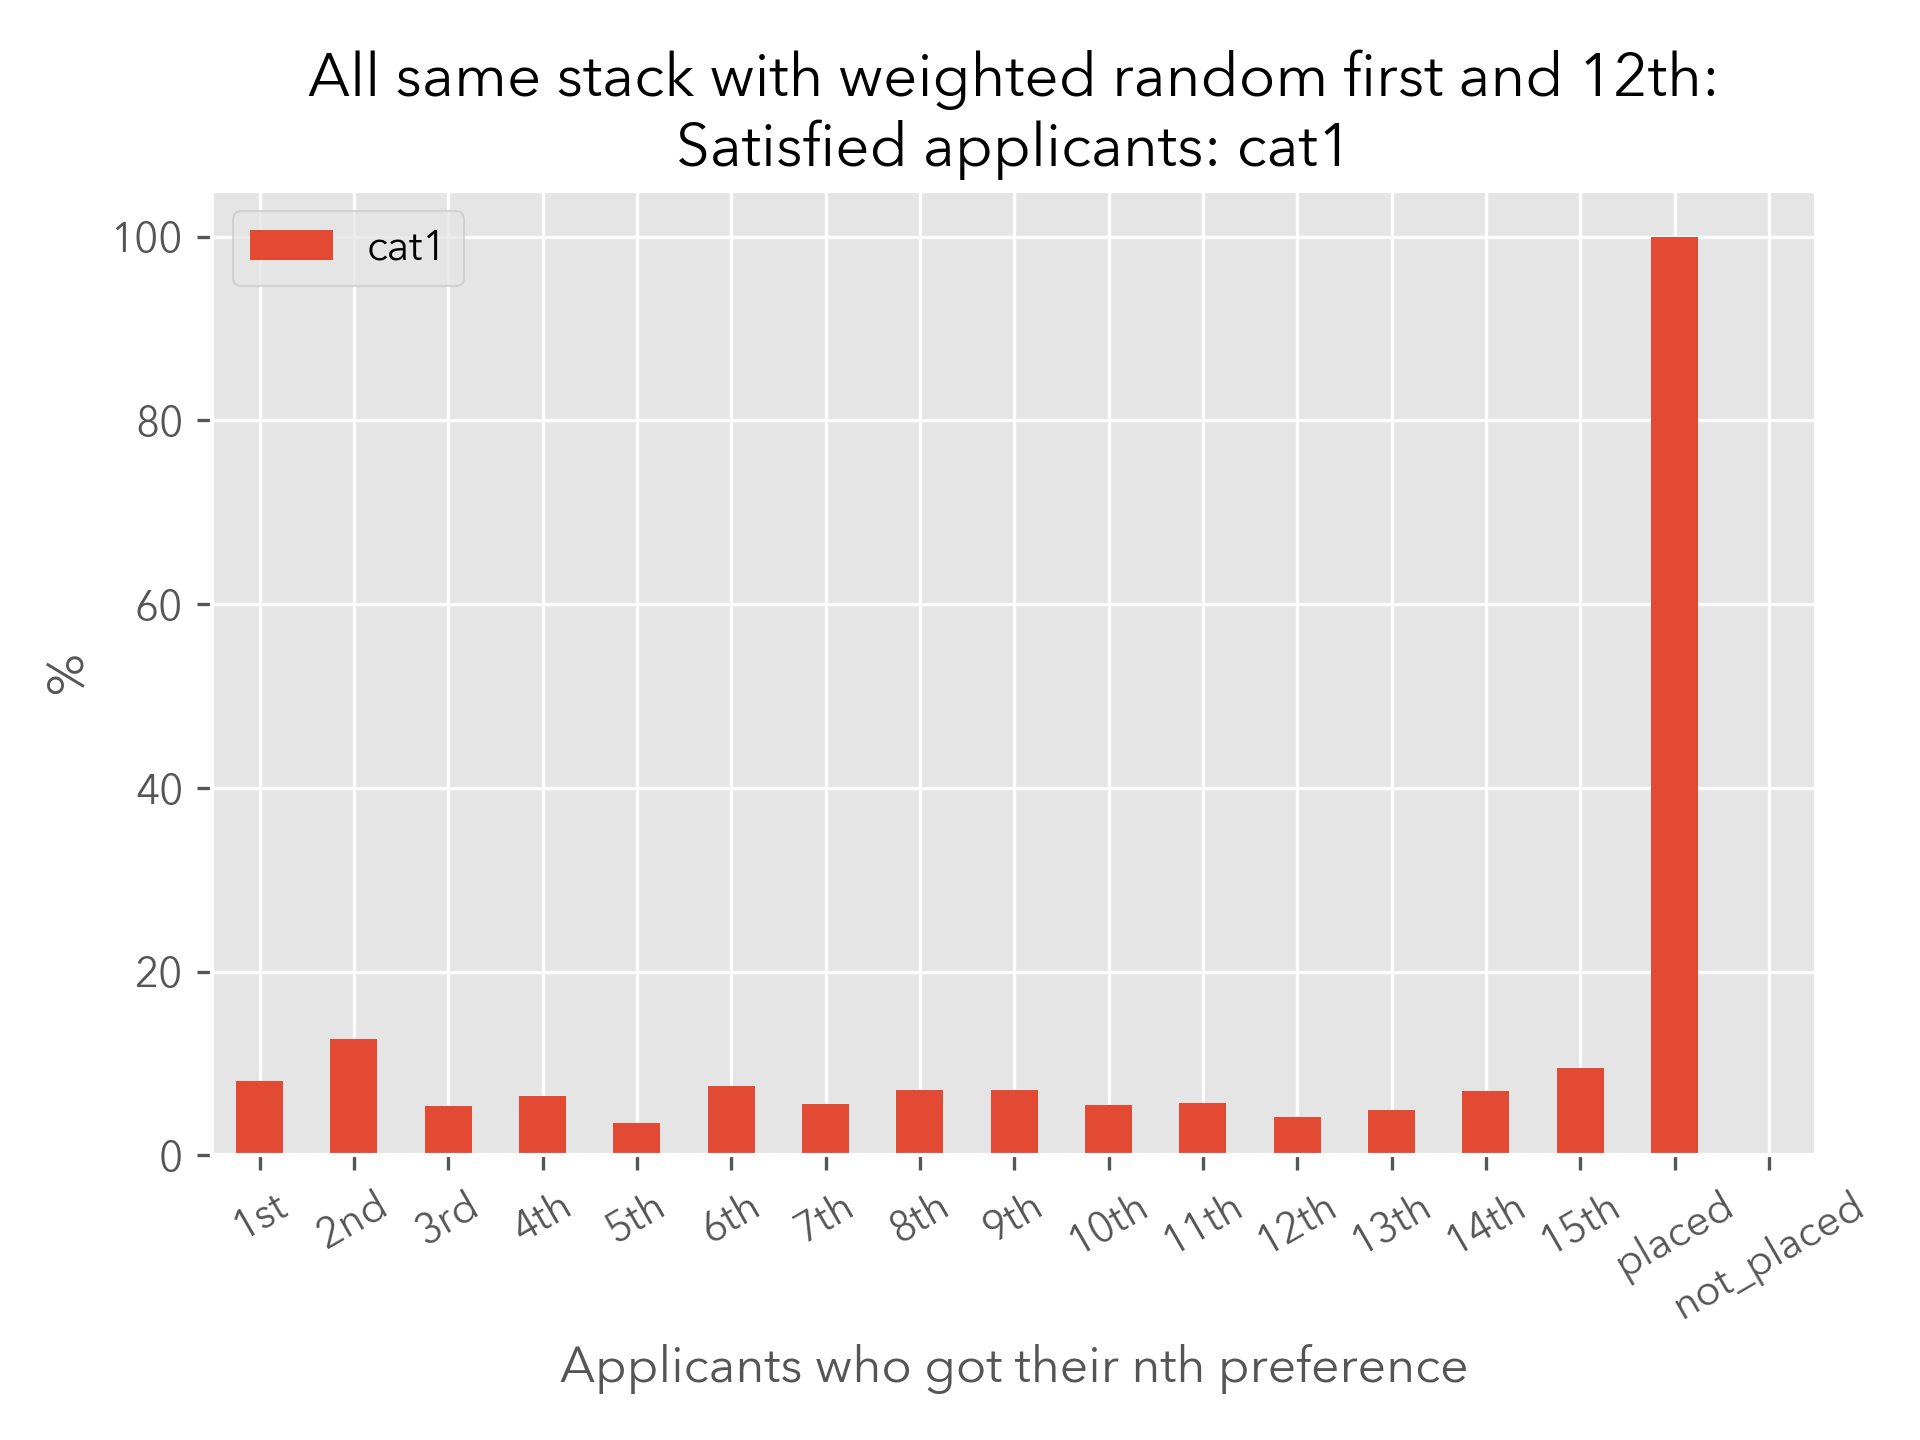 All same stack with weighted random first and 12th:
Satisfied applicants: cat1
cat1
100
80
60
40
20
0
%
1st
2nd
3rd
4th
5th
6th
7th
8th
9th
10th
11th
12th
13th
14th
15th
placed
not_placed
Applicants who got their nth preference